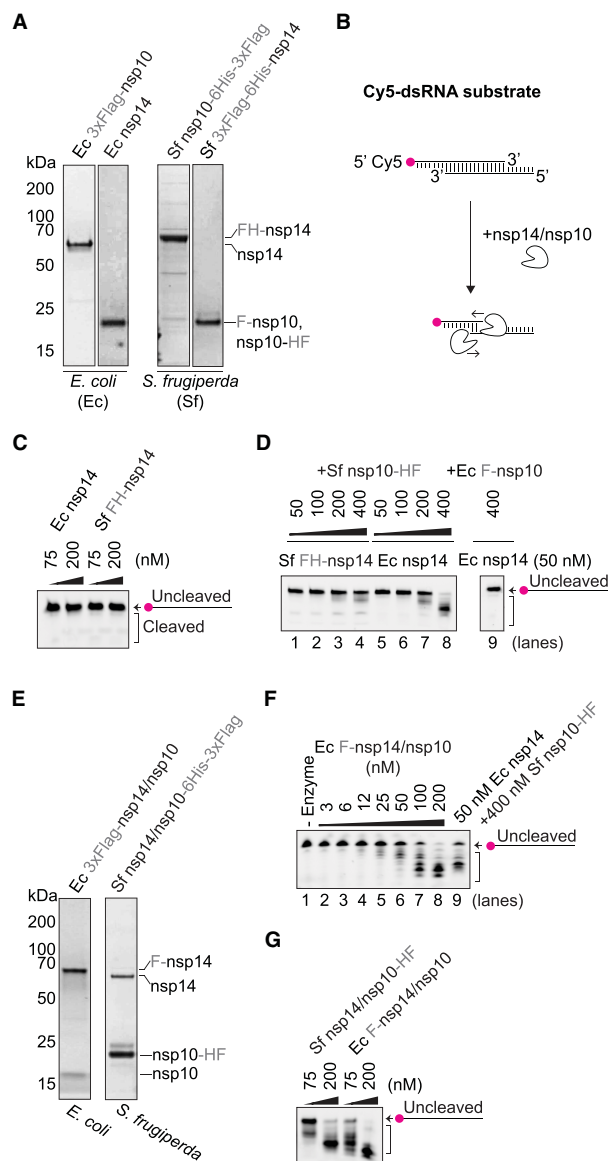 A
Ec 3xFlag-nsp10
Ec nsp14
Sf nsp10-6His-3xFlag
Sf 3xFlag-6His-nsp14
kDa
200
100
70
50
25
15
FH-nsp14
nsp14
F-nsp10,
nsp10-HF
E. coli
(Ec)
S. frugiperda
(Sf)
B
Cy5-dsRNA substrate
5' Cy5
3'
3'
5'
+nsp14/nsp10
C
Ec nsp14
Sf FH-nsp14
75 200 75 200 (nM)
Uncleaved
Cleaved
D
+Sf nsp10-HF +Ec F-nsp10
50 100 200 400 50 100 200 400 400
Sf FH-nsp14 Ec nsp14 Ec nsp14 (50 nM)
Uncleaved
1 2 3 4 5 6 7 8 9 (lanes)
E
Ec 3xFlag-nsp14/nsp10
Sf nsp14/nsp10-6His-3xFlag
kDa
200
100
70
50
25
15
F-nsp14
nsp14
nsp10-HF
nsp10
E. coli
S. frugiperda
F
Ec F-nsp14/nsp10
(nM)
- Enzyme
3 6 12 25 50 100 200
50 nM Ec nsp14
+400 nM Sf nsp10-HF
Uncleaved
1 2 3 4 5 6 7 8 9 (lanes)
G
Sf nsp14/nsp10-HF
Ec F-nsp14/nsp10
75 200 75 200 (nM)
Uncleaved